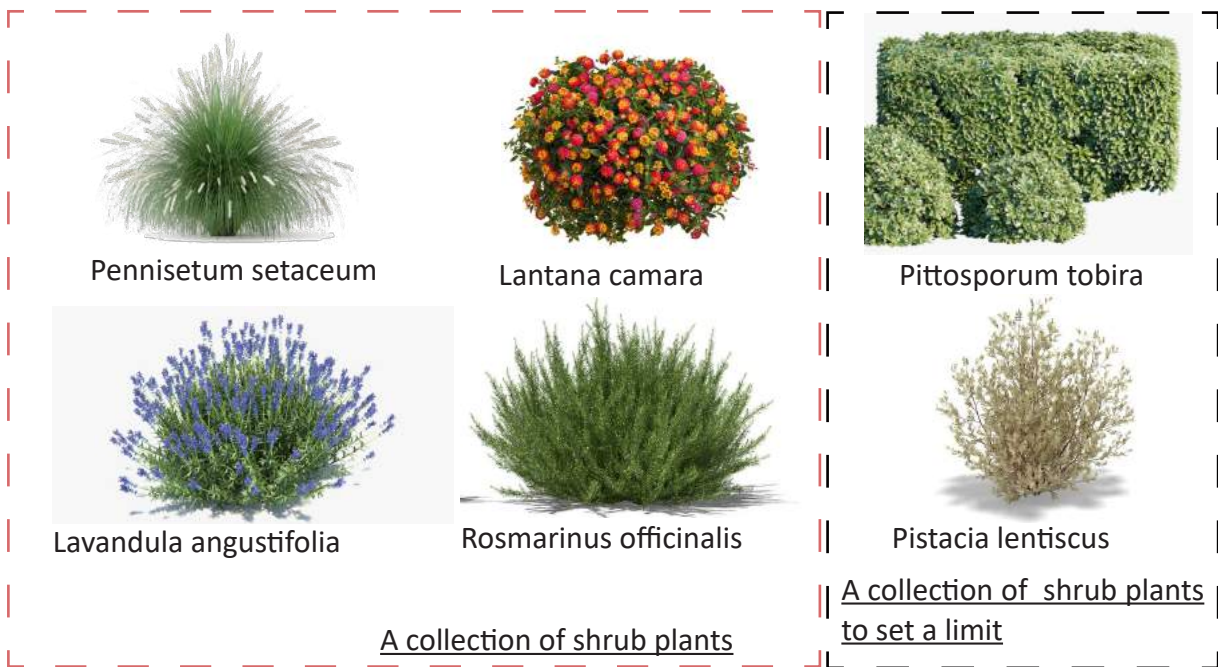 Pennisetum setaceum
Lantana camara
Pittosporum tobira
Lavandula angustifolia
Rosmarinus officinalis
Pistacia lentiscus
A collection of shrub plants
A collection of  shrub plants
to set a limit